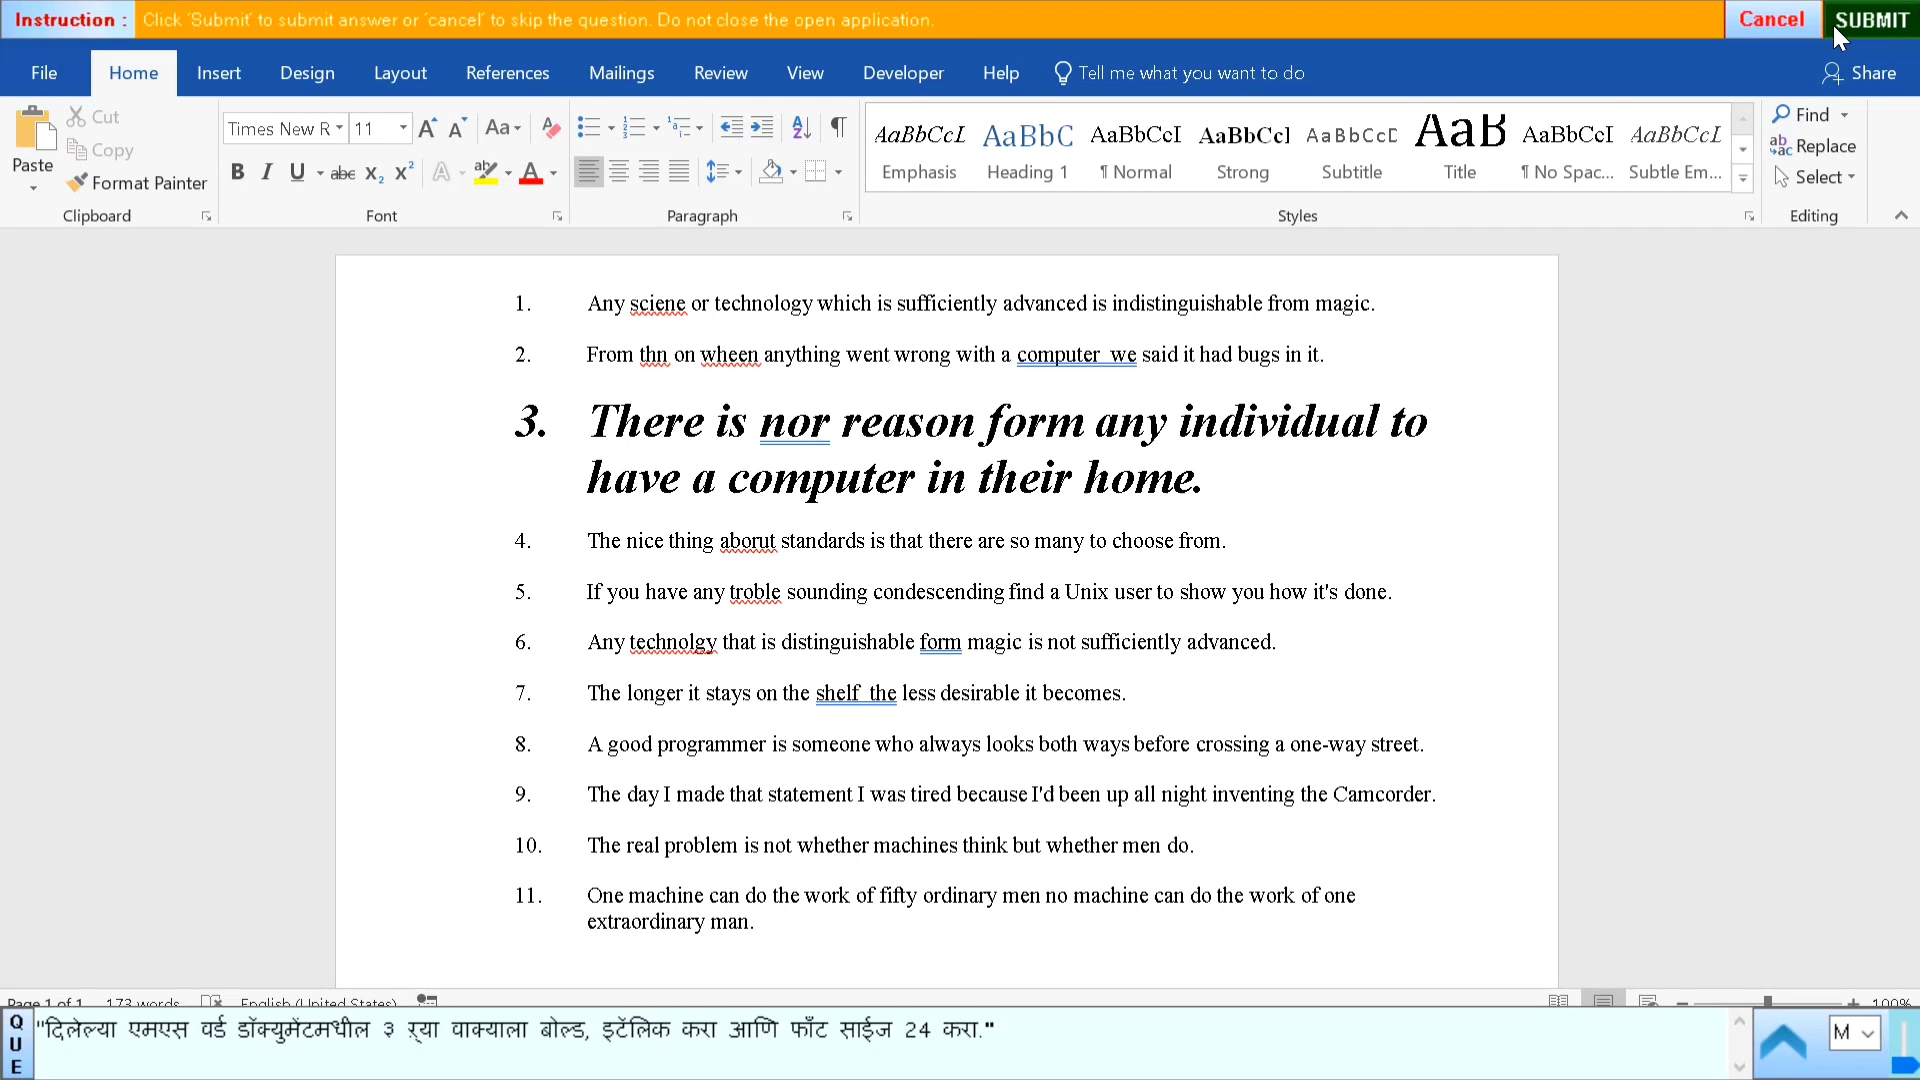 Instruction : Click 'Submit' to submit answer or 'cancel' to skip the question. Do not close the open application. Cancel SUBMIT
File Home Insert Design Layout References Mailings Review View Developer Help Tell me what you want to do Share
Paste Cut Copy Format Painter Clipboard
Times New R 11 Font
Paragraph
AaBbCcI AaBbC AaBbCcI AaBbCcI AaBbCcD AaB AaBbCcI AaBbCcI
Emphasis Heading 1 ¶ Normal Strong Subtitle Title ¶ No Spac... Subtle Em...
Styles
Find Replace Select Editing
1. Any sciene or technology which is sufficiently advanced is indistinguishable from magic.
2. From thn on wheen anything went wrong with a computer  we said it had bugs in it.
3. There is nor reason form any individual to
have a computer in their home.
4. The nice thing aborut standards is that there are so many to choose from.
5. If you have any troble sounding condescending find a Unix user to show you how it's done.
6. Any technolgy that is distinguishable form magic is not sufficiently advanced.
7. The longer it stays on the shelf  the less desirable it becomes.
8. A good programmer is someone who always looks both ways before crossing a one-way street.
9. The day I made that statement I was tired because I'd been up all night inventing the Camcorder.
10. The real problem is not whether machines think but whether men do.
11. One machine can do the work of fifty ordinary men no machine can do the work of one
extraordinary man.
Page 1 of 1 173 words English (United States) 100%
QUE "दिलेल्या एमएस वर्ड डॉक्युमेंटमधील ३ ऱ्या वाक्याला बोल्ड, इटॅलिक करा आणि फाँट साईज 24 करा." M